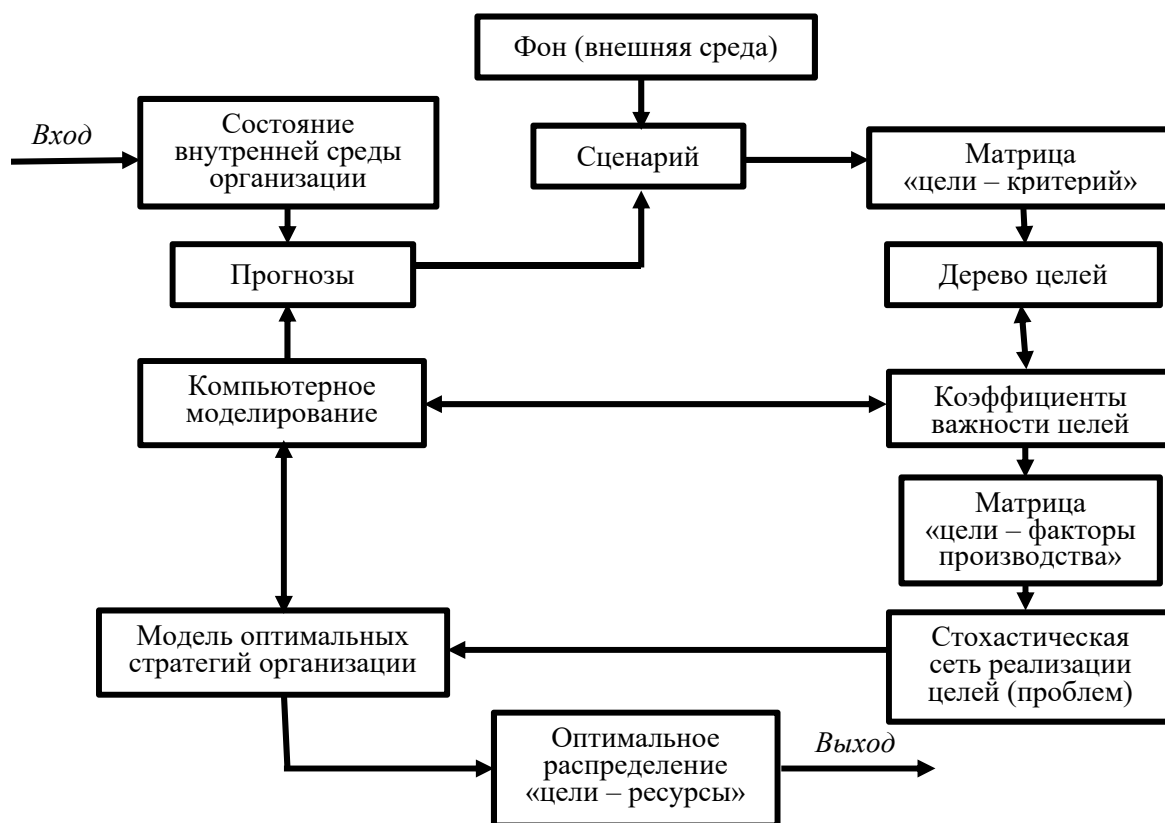 Фон (внешняя среда)
Вход
Состояние
внутренней среды
организации
Сценарий
Матрица
«цели – критерий»
Прогнозы
Дерево целей
Компьютерное
моделирование
Коэффициенты
важности целей
Матрица
«цели – факторы
производства»
Модель оптимальных
стратегий организации
Стохастическая
сеть реализации
целей (проблем)
Оптимальное
распределение
«цели – ресурсы»
Выход